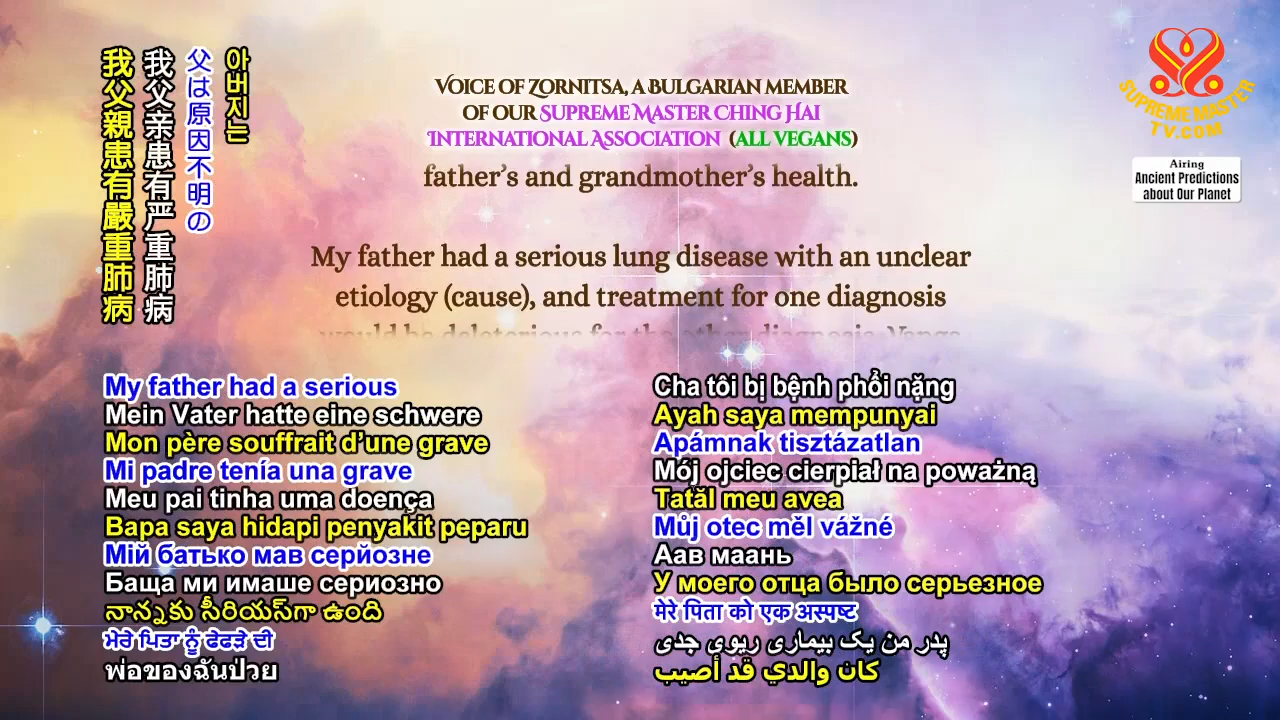 아버지는
父は原因不明の
我父亲患有严重肺病
我父親患有嚴重肺病
VOICE OF ZORNITSA, A BULGARIAN MEMBER
OF OUR SUPREME MASTER CHING HAI
INTERNATIONAL ASSOCIATION (ALL VEGANS)
father's and grandmother's health.
My father had a serious lung disease with an unclear
etiology (cause), and treatment for one diagnosis
would be deleterious for the other diagnosis. Vanga
SUPREME MASTER
TV.COM
Airing
Ancient Predictions
about Our Planet
My father had a serious
Mein Vater hatte eine schwere
Mon père souffrait d'une grave
Mi padre tenía una grave
Meu pai tinha uma doença
Bapa saya hidapi penyakit peparu
Мій батько мав серйозне
Баща ми имаше сериозно
నాన్నకు సీరియస్‌గా ఉంది
ਮੇਰੇ ਪਿਤਾ ਨੂੰ ਫੇਫੜੇ ਦੀ
พ่อของฉันป่วย
Cha tôi bị bệnh phổi nặng
Ayah saya mempunyai
Apámnak tisztázatlan
Mój ojciec cierpiał na poważną
Tatăl meu avea
Můj otec měl vážné
Аав маань
У моего отца было серьезное
मेरे पिता को एक अस्पष्ट
پدر من یک بیماری ریوی جدی
كان والدي قد أصيب